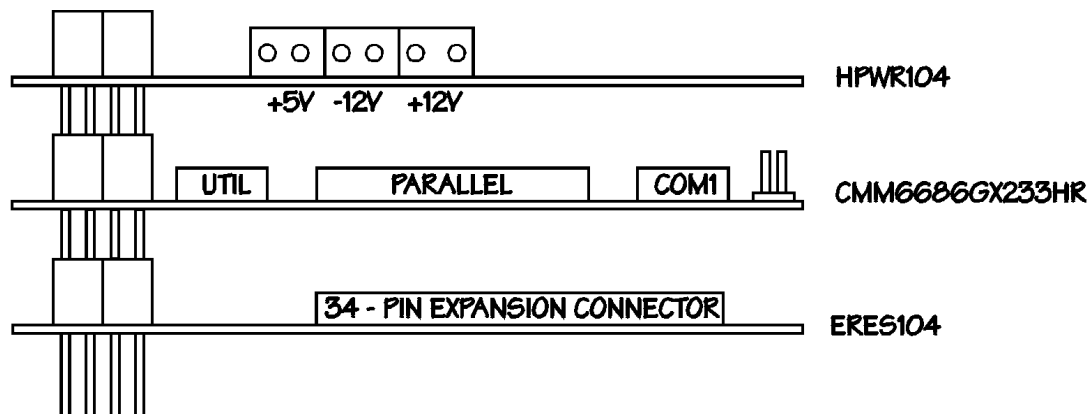 HPWR104
+5V -12V +12V
UTIL PARALLEL COM1
CMM6686GX233HR
34 - PIN EXPANSION CONNECTOR
ERES104